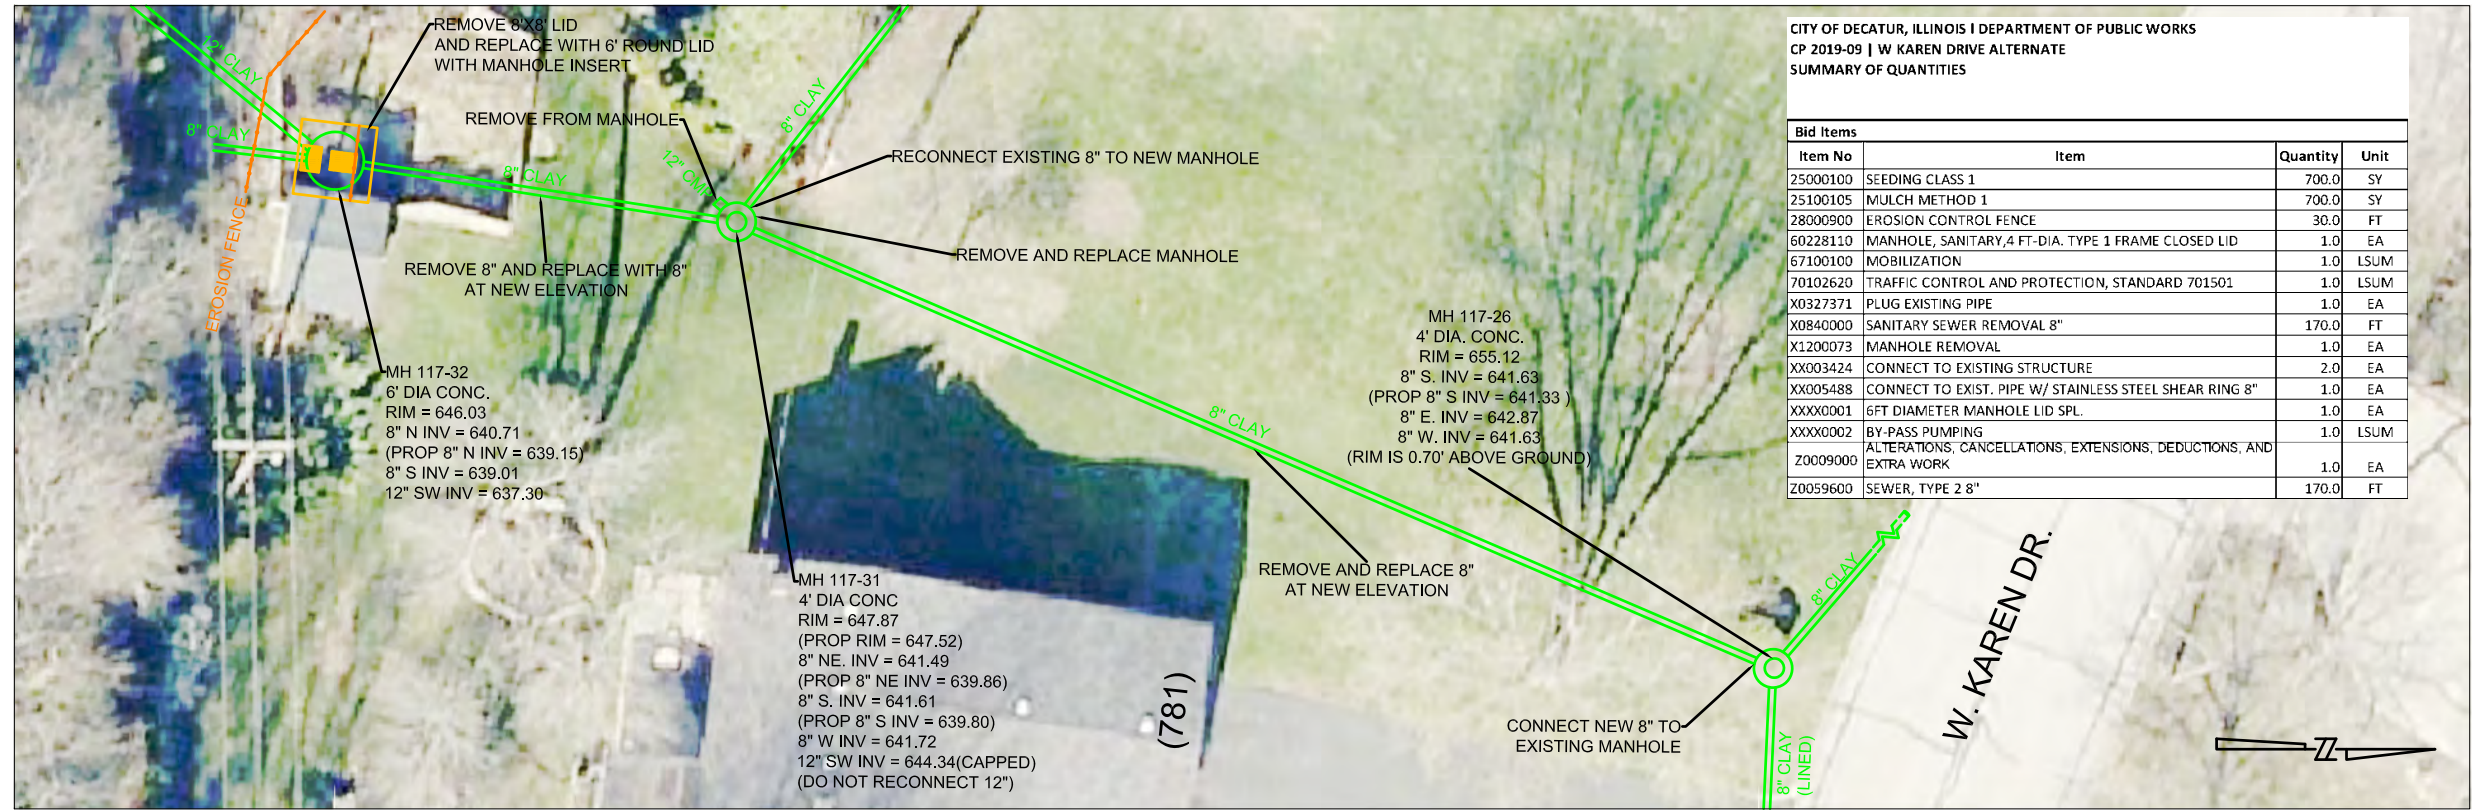 REMOVE 8'X8' LID
AND REPLACE WITH 6' ROUND LID
WITH MANHOLE INSERT
12" CLAY
8" CLAY
EROSION FENCE
REMOVE FROM MANHOLE
12" CMP
8" CLAY
8" CLAY
RECONNECT EXISTING 8" TO NEW MANHOLE
REMOVE AND REPLACE MANHOLE
REMOVE 8" AND REPLACE WITH 8"
AT NEW ELEVATION
MH 117-32
6' DIA CONC.
RIM = 646.03
8" N INV = 640.71
(PROP 8" N INV = 639.15)
8" S INV = 639.01
12" SW INV = 637.30
MH 117-31
4' DIA CONC
RIM = 647.87
(PROP RIM = 647.52)
8" NE. INV = 641.49
(PROP 8" NE INV = 639.86)
8" S. INV = 641.61
(PROP 8" S INV = 639.80)
8" W INV = 641.72
12" SW INV = 644.34(CAPPED)
(DO NOT RECONNECT 12")
(781)
8" CLAY
REMOVE AND REPLACE 8"
AT NEW ELEVATION
MH 117-26
4' DIA. CONC.
RIM = 655.12
8" S. INV = 641.63
(PROP 8" S INV = 641.33 )
8" E. INV = 642.87
8" W. INV = 641.63
(RIM IS 0.70' ABOVE GROUND)
CONNECT NEW 8" TO
EXISTING MANHOLE
8" CLAY
8" CLAY
(LINED)
W. KAREN DR.
Z
CITY OF DECATUR, ILLINOIS I DEPARTMENT OF PUBLIC WORKS
CP 2019-09 | W KAREN DRIVE ALTERNATE
SUMMARY OF QUANTITIES
Bid Items
Item No Item Quantity Unit
25000100 SEEDING CLASS 1 700.0 SY
25100105 MULCH METHOD 1 700.0 SY
28000900 EROSION CONTROL FENCE 30.0 FT
60228110 MANHOLE, SANITARY,4 FT-DIA. TYPE 1 FRAME CLOSED LID 1.0 EA
67100100 MOBILIZATION 1.0 LSUM
70102620 TRAFFIC CONTROL AND PROTECTION, STANDARD 701501 1.0 LSUM
X0327371 PLUG EXISTING PIPE 1.0 EA
X0840000 SANITARY SEWER REMOVAL 8" 170.0 FT
X1200073 MANHOLE REMOVAL 1.0 EA
XX003424 CONNECT TO EXISTING STRUCTURE 2.0 EA
XX005488 CONNECT TO EXIST. PIPE W/ STAINLESS STEEL SHEAR RING 8" 1.0 EA
XXXX0001 6FT DIAMETER MANHOLE LID SPL. 1.0 EA
XXXX0002 BY-PASS PUMPING 1.0 LSUM
Z0009000 ALTERATIONS, CANCELLATIONS, EXTENSIONS, DEDUCTIONS, AND
EXTRA WORK 1.0 EA
Z0059600 SEWER, TYPE 2 8" 170.0 FT